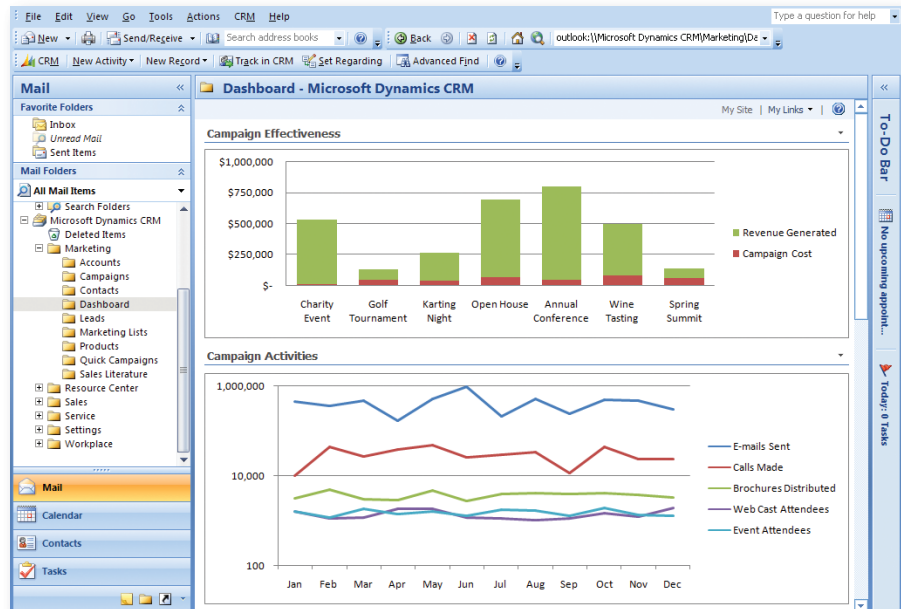 File Edit View Go Tools Actions CRM Help
Type a question for help
New Send/Receive Search address books Back outlook:\\Microsoft Dynamics CRM\Marketing\Da
CRM New Activity New Record Track in CRM Set Regarding Advanced Find
Mail
Favorite Folders
Inbox
Unread Mail
Sent Items
Mail Folders
All Mail Items
Search Folders
Microsoft Dynamics CRM
Deleted Items
Marketing
Accounts
Campaigns
Contacts
Dashboard
Leads
Marketing Lists
Products
Quick Campaigns
Sales Literature
Resource Center
Sales
Service
Settings
Workplace
Mail
Calendar
Contacts
Tasks
Dashboard - Microsoft Dynamics CRM
My Site | My Links |
Campaign Effectiveness
$1,000,000
$750,000
$500,000
$250,000
$-
Charity Event
Golf Tournament
Karting Night
Open House
Annual Conference
Wine Tasting
Spring Summit
Revenue Generated
Campaign Cost
Campaign Activities
1,000,000
10,000
100
Jan Feb Mar Apr May Jun Jul Aug Sep Oct Nov Dec
E-mails Sent
Calls Made
Brochures Distributed
Web Cast Attendees
Event Attendees
To-Do Bar
No upcoming appoint...
Today: 0 Tasks